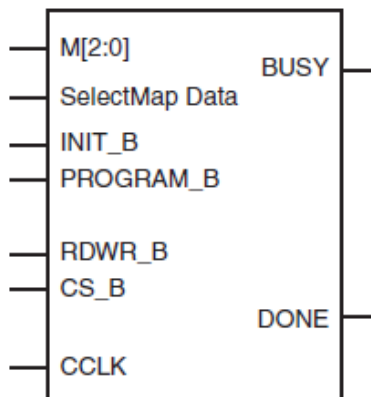 M[2:0]
BUSY
SelectMap Data
INIT_B
PROGRAM_B
RDWR_B
CS_B
DONE
CCLK